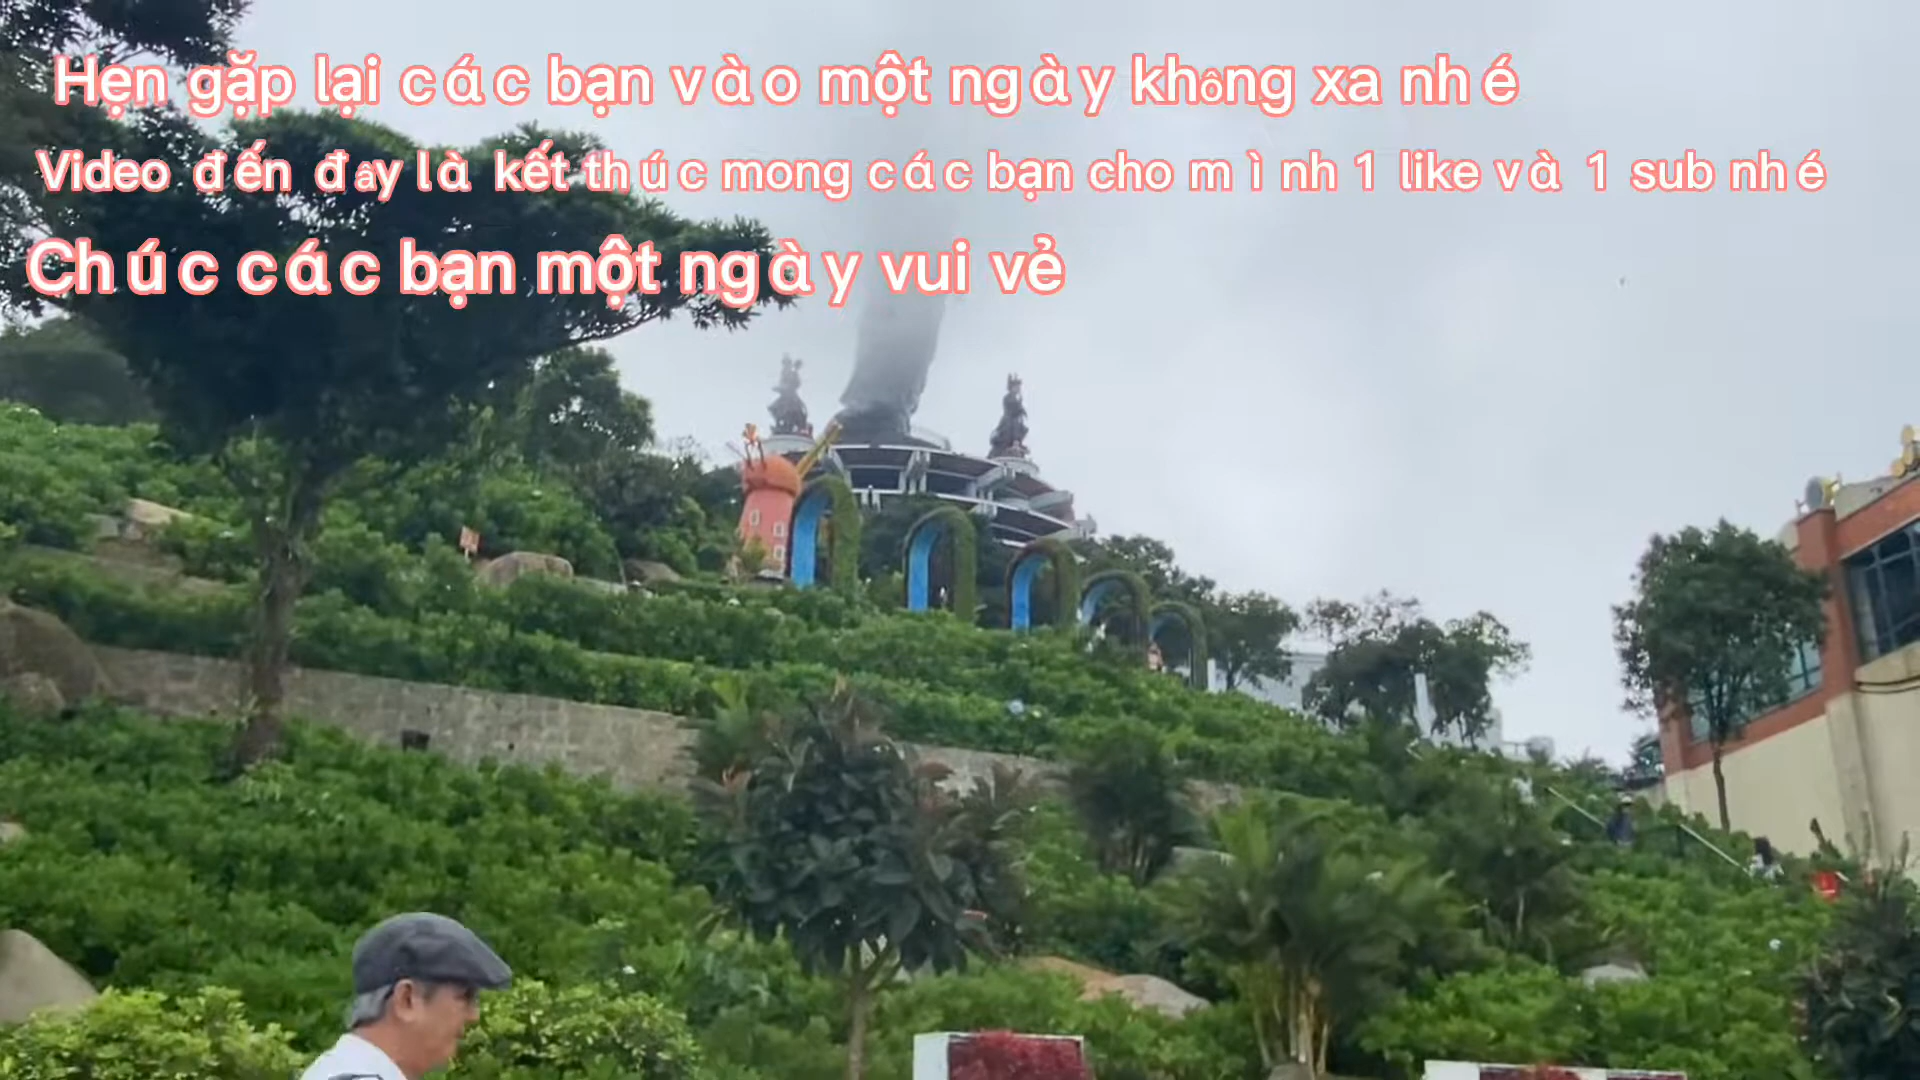 Hẹn gặp lại các bạn vào một ngày không xa nhé
Video đến đây là kết thúc mong các bạn cho mình 1 like và 1 sub nhé
Chúc các bạn một ngày vui vẻ